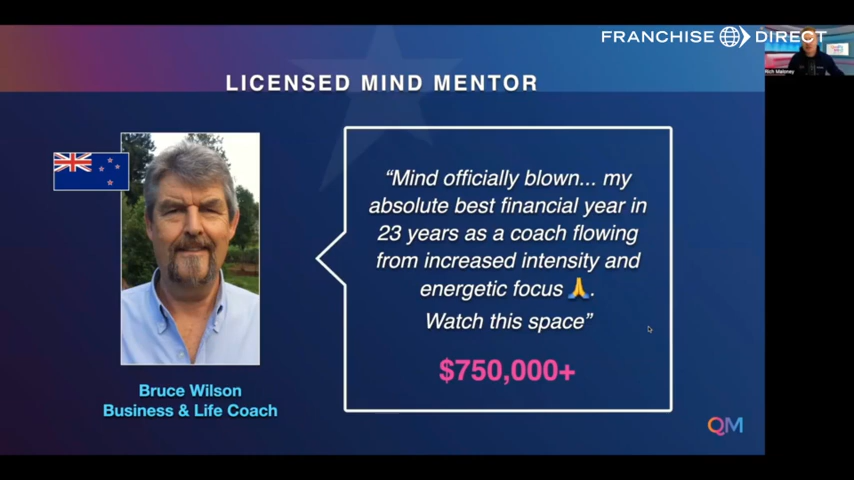 FRANCHISE DIRECT
Rich Maloney
LICENSED MIND MENTOR
“Mind officially blown... my
absolute best financial year in
23 years as a coach flowing
from increased intensity and
energetic focus 🙏.
Watch this space”
$750,000+
Bruce Wilson
Business & Life Coach
QM